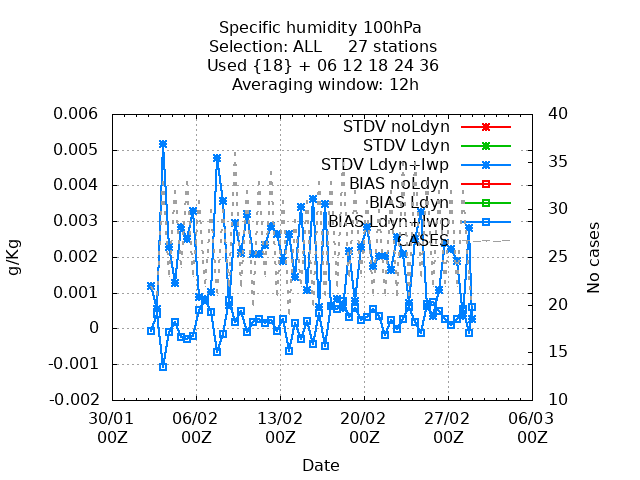 Specific humidity 100hPa
Selection: ALL 27 stations
Used {18} + 06 12 18 24 36
Averaging window: 12h
STDV noLdyn
STDV Ldyn
STDV Ldyn+lwp
BIAS noLdyn
BIAS Ldyn
BIAS Ldyn+lwp
CASES
0.006
0.005
0.004
0.003
0.002
0.001
0
-0.001
-0.002
g/Kg
40
35
30
25
20
15
10
No cases
30/01 06/02 13/02 20/02 27/02 06/03
00Z 00Z 00Z 00Z 00Z 00Z
Date